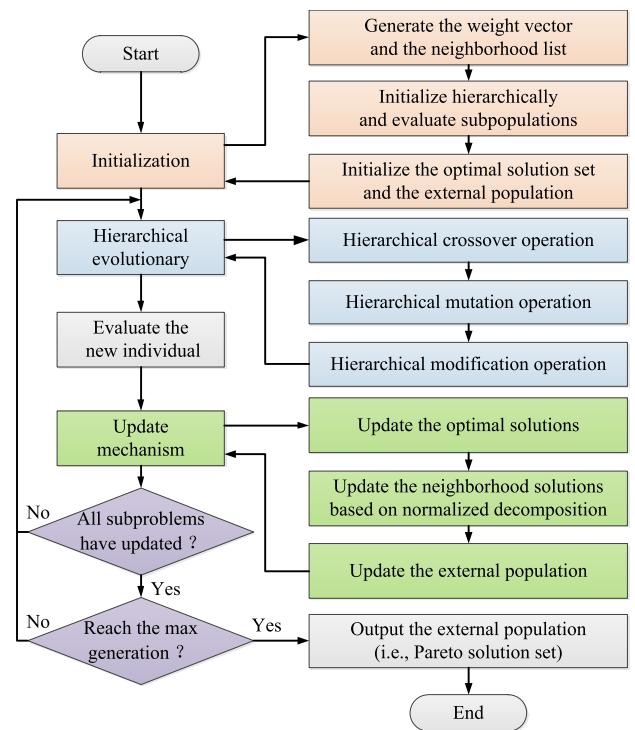 Start
Generate the weight vector
and the neighborhood list
Initialize hierarchically
and evaluate subpopulations
Initialization
Initialize the optimal solution set
and the external population
Hierarchical
evolutionary
Hierarchical crossover operation
Hierarchical mutation operation
Evaluate the
new individual
Hierarchical modification operation
Update
mechanism
Update the optimal solutions
Update the neighborhood solutions
based on normalized decomposition
No
All subproblems
have updated ?
Update the external population
Yes
No
Reach the max
generation ?
Yes
Output the external population
(i.e., Pareto solution set)
End